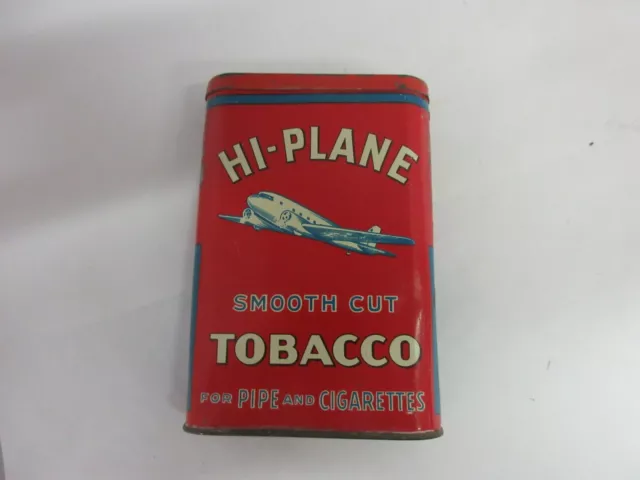 HI-PLANE
SMOOTH CUT
TOBACCO
FOR PIPE AND CIGARETTES